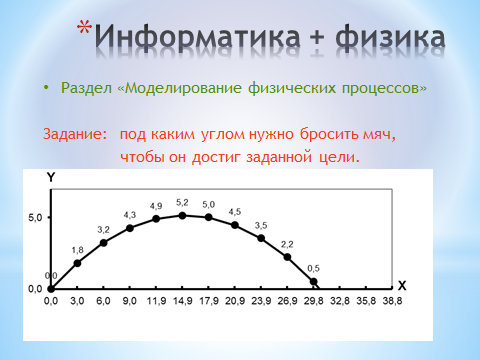 *Информатика + физика
• Раздел «Моделирование физических процессов»
Задание: под каким углом нужно бросить мяч,
чтобы он достиг заданной цели.
Y
5,0
0,0
0,0
1,8
3,2
4,3
4,9
5,2
5,0
4,5
3,5
2,2
0,5
X
0,0 3,0 6,0 9,0 11,9 14,9 17,9 20,9 23,9 26,9 29,8 32,8 35,8 38,8